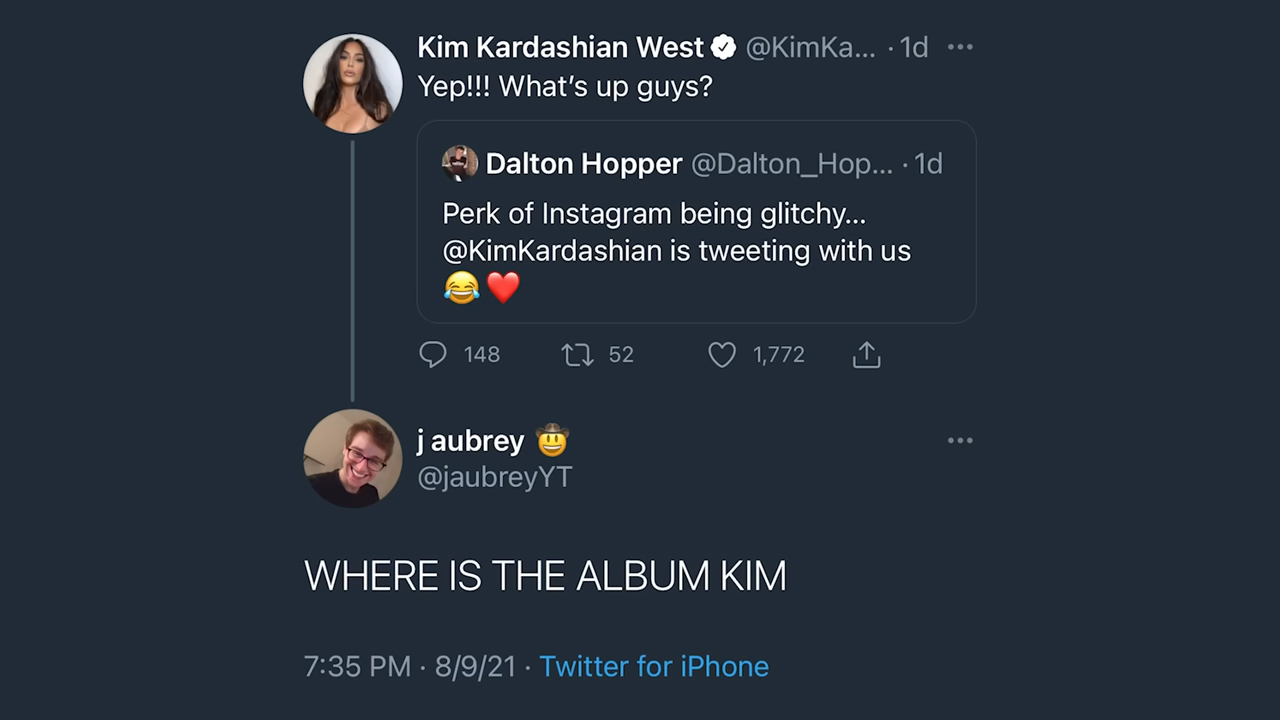 Kim Kardashian West @KimKa... · 1d
Yep!!! What's up guys?
Dalton Hopper @Dalton_Hop... · 1d
Perk of Instagram being glitchy...
@KimKardashian is tweeting with us
😂❤️
148 52 1,772
j aubrey 🤠
@jaubreyYT
WHERE IS THE ALBUM KIM
7:35 PM · 8/9/21 · Twitter for iPhone